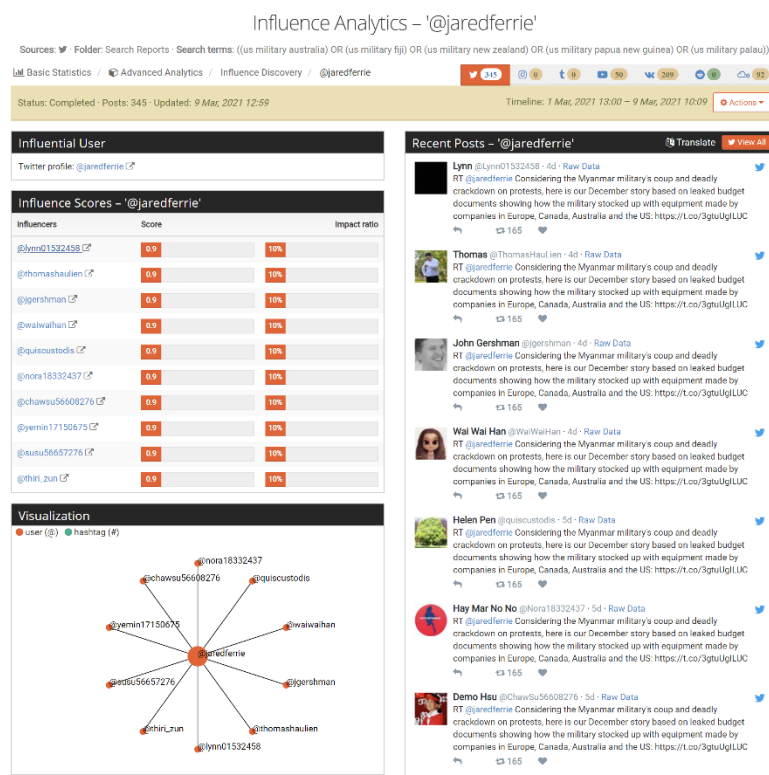 Influence Analytics – '@jaredferrie'
Sources: · Folder: Search Reports · Search terms: ((us military australia) OR (us military fiji) OR (us military new zealand) OR (us military papua new guinea) OR (us military palau))
Basic Statistics / Advanced Analytics / Influence Discovery / @jaredferrie
345 0 0 50 209 0 92
Status: Completed · Posts: 345 · Updated: 9 Mar, 2021 12:59
Timeline: 1 Mar, 2021 13:00 – 9 Mar, 2021 10:09
Actions
Influential User
Twitter profile: @jaredferrie
Influence Scores – '@jaredferrie'
Influencers Score Impact ratio
@lynn01532458 0.9 10%
@thomashaulien 0.9 10%
@jgershman 0.9 10%
@waiwaihan 0.9 10%
@quiscustodis 0.9 10%
@nora18332437 0.9 10%
@chawsu56608276 0.9 10%
@yemin17150675 0.9 10%
@susu56657276 0.9 10%
@thiri_zun 0.9 10%
Visualization
user (@) hashtag (#)
@nora18332437
@chawsu56608276 @quiscustodis
@yemin17150675 @waiwaihan
@jaredferrie
@susu56657276 @jgershman
@thiri_zun @thomashaulien
@lynn01532458
Recent Posts – '@jaredferrie' Translate View All
Lynn @Lynn01532458 · 4d · Raw Data
RT @jaredferrie Considering the Myanmar military's coup and deadly
crackdown on protests, here is our December story based on leaked budget
documents showing how the military stocked up with equipment made by
companies in Europe, Canada, Australia and the US: https://t.co/3gtuUgILUC
165
Thomas @ThomasHauLien · 4d · Raw Data
RT @jaredferrie Considering the Myanmar military's coup and deadly
crackdown on protests, here is our December story based on leaked budget
documents showing how the military stocked up with equipment made by
companies in Europe, Canada, Australia and the US: https://t.co/3gtuUgILUC
165
John Gershman @jgershman · 4d · Raw Data
RT @jaredferrie Considering the Myanmar military's coup and deadly
crackdown on protests, here is our December story based on leaked budget
documents showing how the military stocked up with equipment made by
companies in Europe, Canada, Australia and the US: https://t.co/3gtuUgILUC
165
Wai Wai Han @WaiWaiHan · 4d · Raw Data
RT @jaredferrie Considering the Myanmar military's coup and deadly
crackdown on protests, here is our December story based on leaked budget
documents showing how the military stocked up with equipment made by
companies in Europe, Canada, Australia and the US: https://t.co/3gtuUgILUC
165
Helen Pen @quiscustodis · 5d · Raw Data
RT @jaredferrie Considering the Myanmar military's coup and deadly
crackdown on protests, here is our December story based on leaked budget
documents showing how the military stocked up with equipment made by
companies in Europe, Canada, Australia and the US: https://t.co/3gtuUgILUC
165
Hay Mar No No @Nora18332437 · 5d · Raw Data
RT @jaredferrie Considering the Myanmar military's coup and deadly
crackdown on protests, here is our December story based on leaked budget
documents showing how the military stocked up with equipment made by
companies in Europe, Canada, Australia and the US: https://t.co/3gtuUgILUC
165
Demo Hsu @ChawSu56608276 · 5d · Raw Data
RT @jaredferrie Considering the Myanmar military's coup and deadly
crackdown on protests, here is our December story based on leaked budget
documents showing how the military stocked up with equipment made by
companies in Europe, Canada, Australia and the US: https://t.co/3gtuUgILUC
165